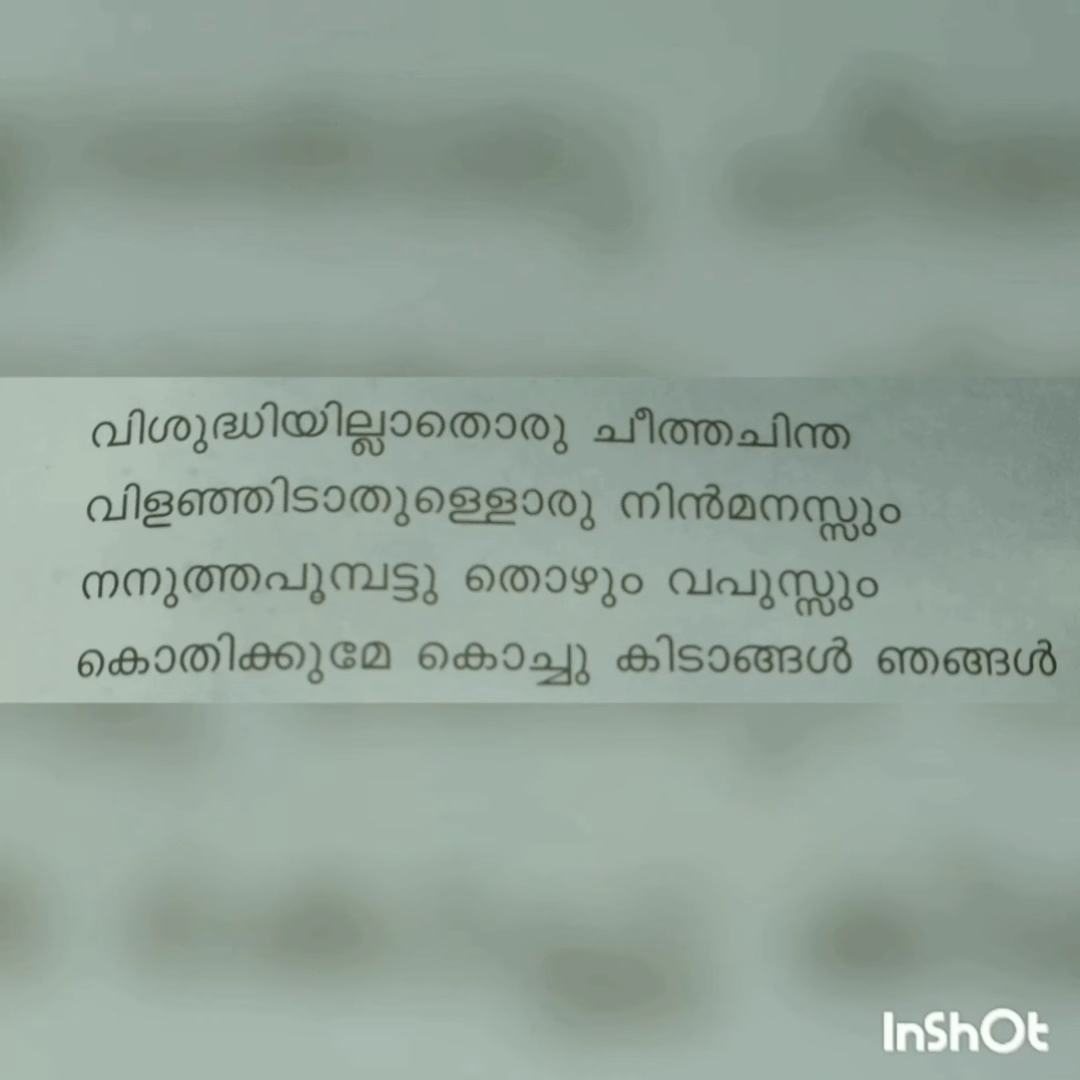 വിശുദ്ധിയില്ലാതൊരു ചീത്തചിന്ത
വിളഞ്ഞിടാതുള്ളൊരു നിൻമനസ്സും
നനുത്തപൂമ്പട്ടു തൊഴും വപുസ്സും
കൊതിക്കുമേ കൊച്ചു കിടാങ്ങൾ ഞങ്ങൾ
InShOt